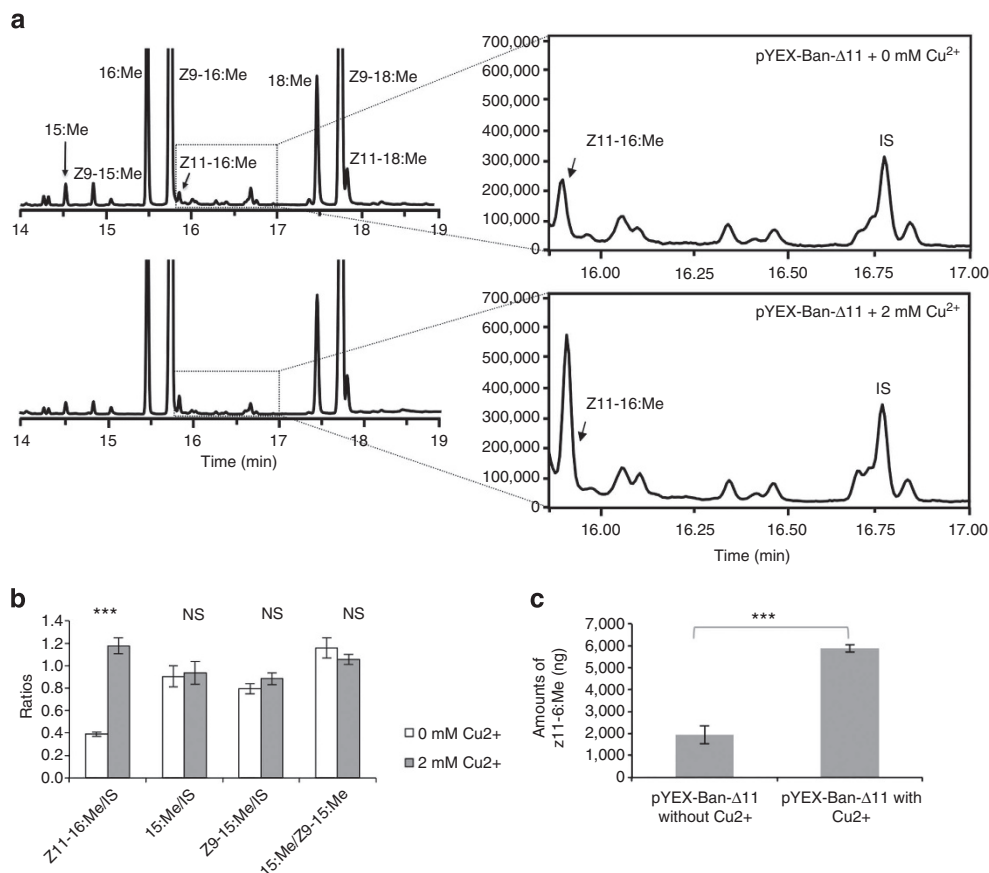 a
16:Me
Z9-16:Me
18:Me
Z9-18:Me
15:Me
Z9-15:Me
Z11-16:Me
Z11-18:Me
14 15 16 17 18 19
700,000
600,000
500,000
400,000
300,000
200,000
100,000
0
pYEX-Ban-Δ11 + 0 mM Cu²⁺
Z11-16:Me
IS
16.00 16.25 16.50 16.75 17.00
14 15 16 17 18 19
Time (min)
700,000
600,000
500,000
400,000
300,000
200,000
100,000
0
pYEX-Ban-Δ11 + 2 mM Cu²⁺
Z11-16:Me
IS
16.00 16.25 16.50 16.75 17.00
Time (min)
b
Ratios
1.4
1.2
1.0
0.8
0.6
0.4
0.2
0.0
*** NS NS NS
Z11-16:Me/IS
15:Me/IS
Z9-15:Me/IS
15:Me/Z9-15:Me
0 mM Cu2+
2 mM Cu2+
c
Amounts of
z11-6:Me (ng)
7,000
6,000
5,000
4,000
3,000
2,000
1,000
0
***
pYEX-Ban-Δ11
without Cu2+
pYEX-Ban-Δ11 with
Cu2+